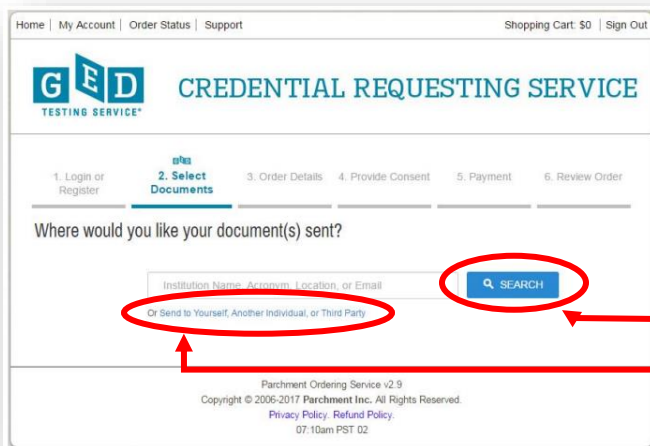 Home | My Account | Order Status | Support Shopping Cart: $0 | Sign Out
GED
TESTING SERVICE®
CREDENTIAL REQUESTING SERVICE
1. Login or Register
2. Select Documents
3. Order Details
4. Provide Consent
5. Payment
6. Review Order
Where would you like your document(s) sent?
Institution Name, Acronym, Location, or Email
SEARCH
Or Send to Yourself, Another Individual, or Third Party
Parchment Ordering Service v2.9
Copyright © 2006-2017 Parchment Inc. All Rights Reserved.
Privacy Policy. Refund Policy.
07:10am PST 02